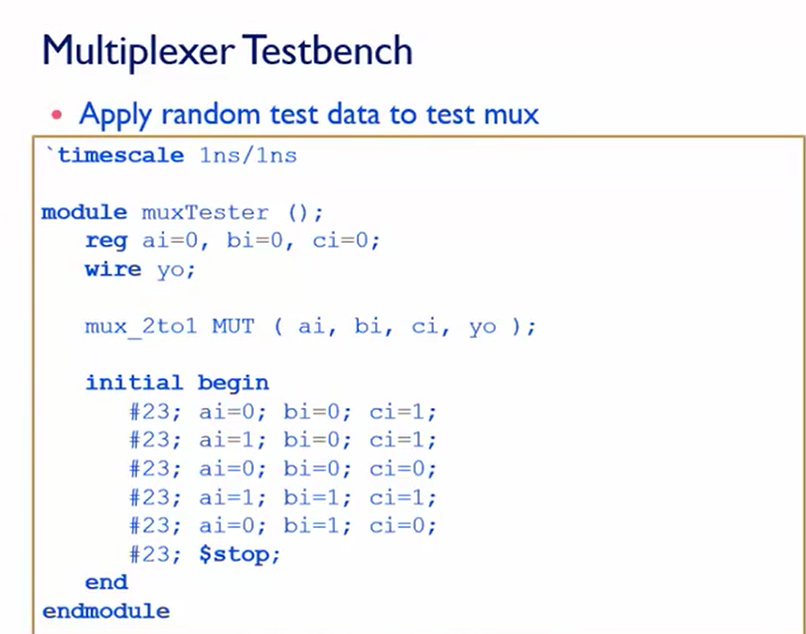 Multiplexer Testbench
• Apply random test data to test mux
`timescale 1ns/1ns
module muxTester ();
reg ai=0, bi=0, ci=0;
wire yo;
mux_2to1 MUT ( ai, bi, ci, yo );
initial begin
#23; ai=0; bi=0; ci=1;
#23; ai=1; bi=0; ci=1;
#23; ai=0; bi=0; ci=0;
#23; ai=1; bi=1; ci=1;
#23; ai=0; bi=1; ci=0;
#23; $stop;
end
endmodule